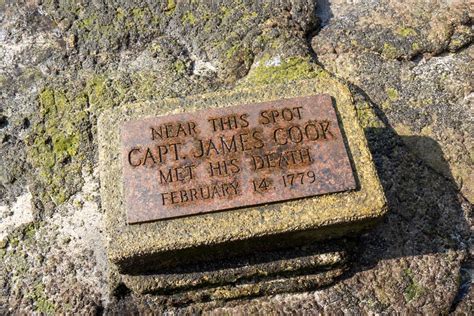 NEAR THIS SPOT
CAPT. JAMES COOK
MET HIS DEATH
FEBRUARY 14, 1779